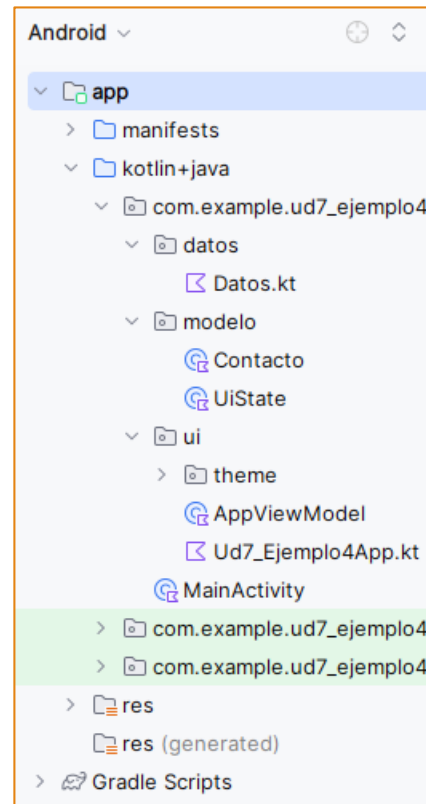 Android
app
manifests
kotlin+java
com.example.ud7_ejemplo4
datos
Datos.kt
modelo
Contacto
UiState
ui
theme
AppViewModel
Ud7_Ejemplo4App.kt
MainActivity
com.example.ud7_ejemplo4
com.example.ud7_ejemplo4
res
res (generated)
Gradle Scripts